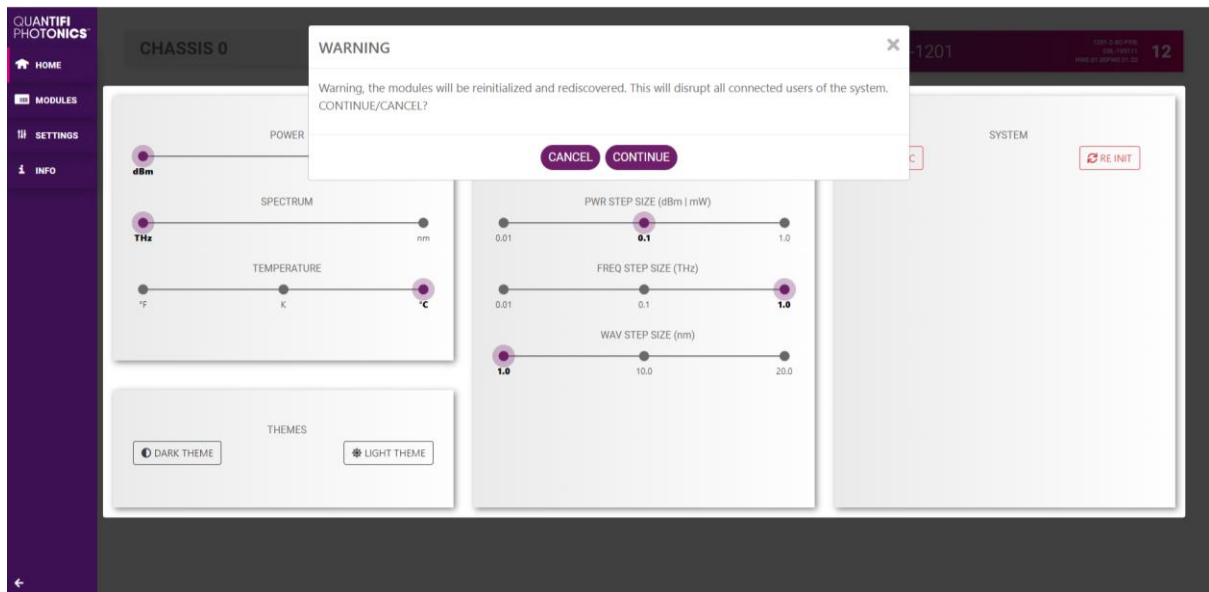 QUANTIFI
PHOTONICS™
HOME
MODULES
SETTINGS
INFO
CHASSIS 0
-1201
12
WARNING
Warning, the modules will be reinitialized and rediscovered. This will disrupt all connected users of the system.
CONTINUE/CANCEL?
CANCEL CONTINUE
POWER
dBm
SPECTRUM
THz nm
TEMPERATURE
°F K °C
THEMES
DARK THEME LIGHT THEME
PWR STEP SIZE (dBm | mW)
0.01 0.1 1.0
FREQ STEP SIZE (THz)
0.01 0.1 1.0
WAV STEP SIZE (nm)
1.0 10.0 20.0
SYSTEM
C RE INIT